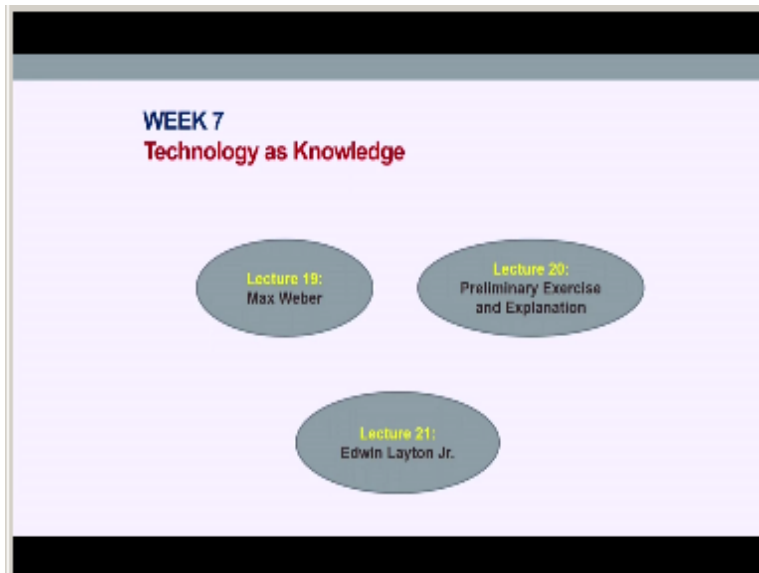 WEEK 7
Technology as Knowledge
Lecture 19:
Max Weber
Lecture 20:
Preliminary Exercise
and Explanation
Lecture 21:
Edwin Layton Jr.